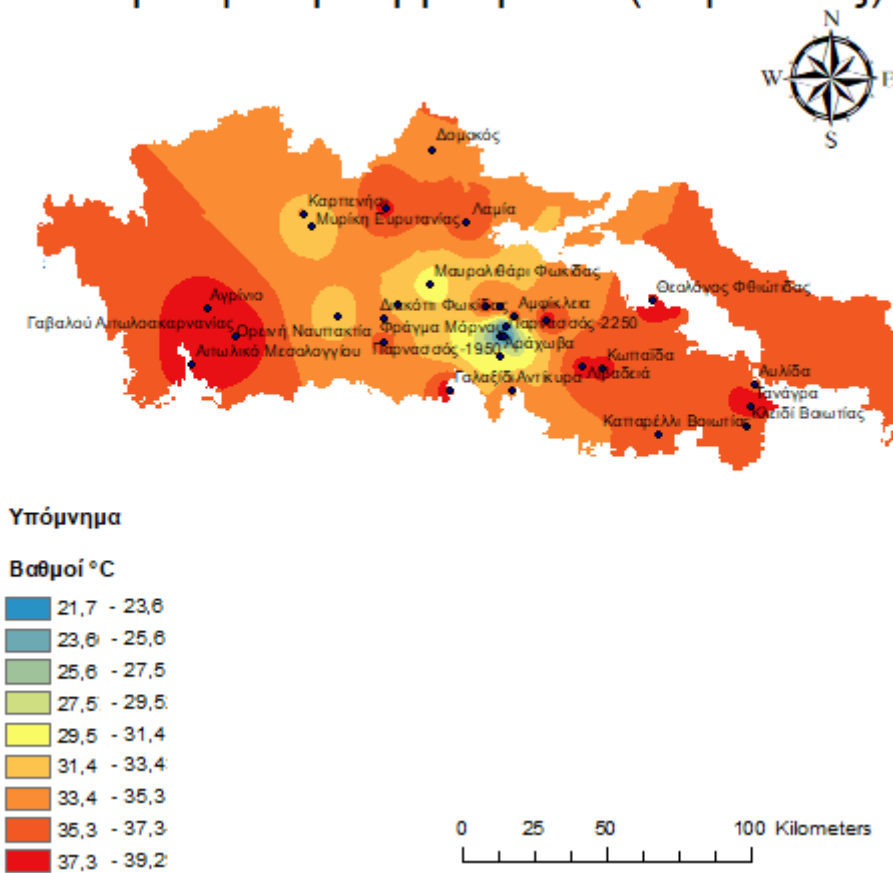 N
W
S
Δομοκός
Καρπενήσι
Μυρίκη Ευρυτανίας
Λαμία
Μαυρολιθάρι Φωκίδας
Θεολόγος Φθιώτιδας
Αγρίνιο
Διακόπι Φωκίδας
Αμφίκλεια
Γαβαλού Αιτωλοακαρνανίας
Ορεινή Ναυπακτία
Φράγμα Μόρνου
Παρνασσός -2250
Αιτωλικό Μεσολογγίου
Παρνασσός -1950
Αράχωβα
Κωπαΐδα
Λιβαδειά
Γαλαξίδι
Αντίκυρα
Αυλίδα
Τανάγρα
Καπαρέλλι Βοιωτίας
Κλειδί Βοιωτίας
Υπόμνημα
Βαθμοί °C
21,7 - 23,6
23,6 - 25,6
25,6 - 27,5
27,5 - 29,5
29,5 - 31,4
31,4 - 33,4
33,4 - 35,3
35,3 - 37,3
37,3 - 39,2
0 25 50 100 Kilometers